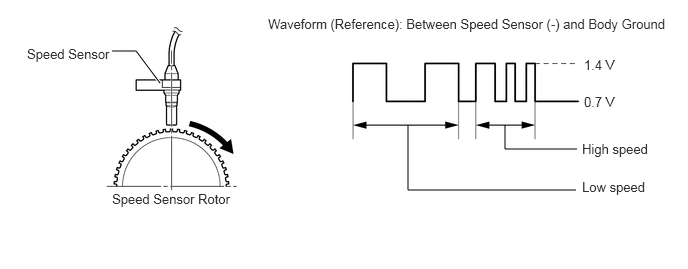 Waveform (Reference): Between Speed Sensor (-) and Body Ground
Speed Sensor
1.4 V
0.7 V
High speed
Low speed
Speed Sensor Rotor